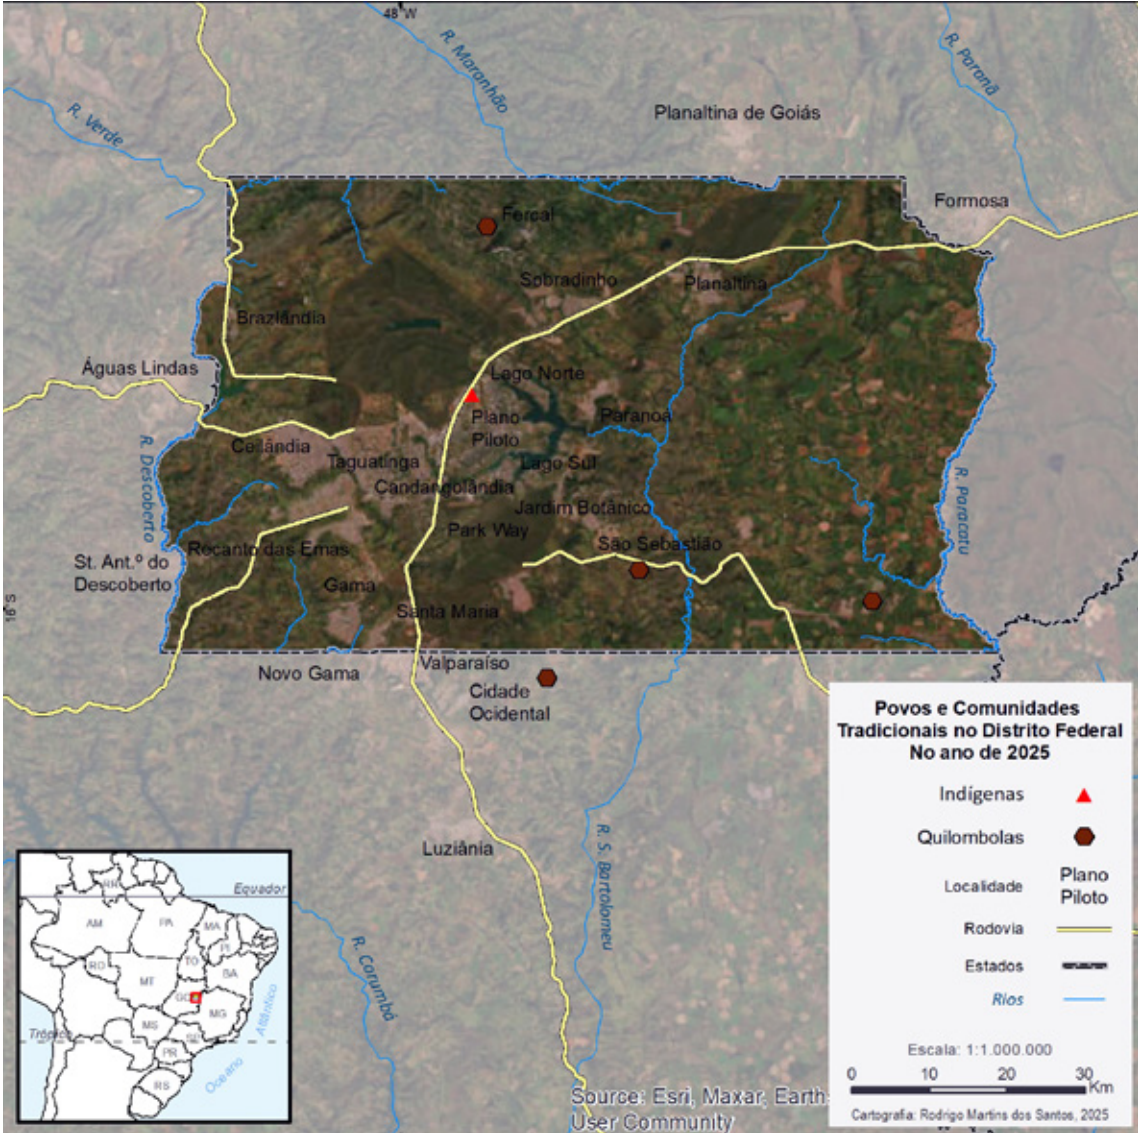 48 W
R. Maranhão
R. Paranã
R. Verde
Planaltina de Goiás
Formosa
Fercal
Sobradinho
Planaltina
Brazlândia
Águas Lindas
Lago Norte
Plano
Piloto
Paranoa
Ceilândia
Taguatinga
Lago Sul
R. Descoberto
Candangolândia
R. Paracatu
Jardim Botânico
Park Way
São Sebastião
Recanto das Emas
St. Ant.º do
Descoberto
Gama
16 S
Santa Maria
Valparaíso
Novo Gama
Cidade
Ocidental
Luziânia
R. S. Bartolomeu
R. Corumbá
Povos e Comunidades
Tradicionais no Distrito Federal
No ano de 2025
Indígenas
Quilombolas
Localidade
Plano
Piloto
Rodovia
Estados
Rios
Escala: 1:1.000.000
0 10 20 30
Km
Cartografia: Rodrigo Martins dos Santos, 2025
Source: Esri, Maxar, Earth
User Community
Equador
RR
AM
PA
MA
PI
TO
RO
BA
MT
GO
MG
MS
SP
Trópico
PR
RS
Oceano
Atlântico